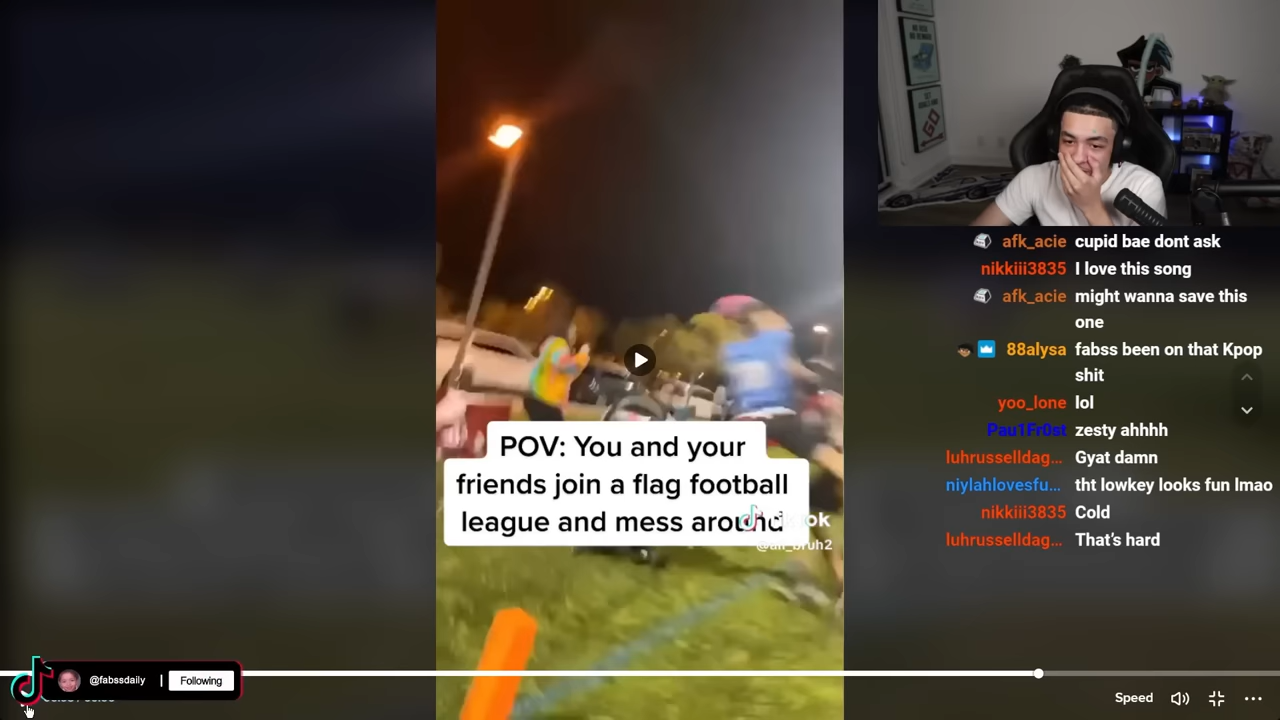 POV: You and your
friends join a flag football
league and mess around
@ali_bruh2
GO
afk_acie cupid bae dont ask
nikkiii3835 I love this song
afk_acie might wanna save this
one
88alysa fabss been on that Kpop
shit
yoo_lone lol
Pau1Fr0st zesty ahhhh
luhrusselldag... Gyat damn
niylahlovesfu... tht lowkey looks fun lmao
nikkiii3835 Cold
luhrusselldag... That's hard
@fabssdaily | Following
Speed